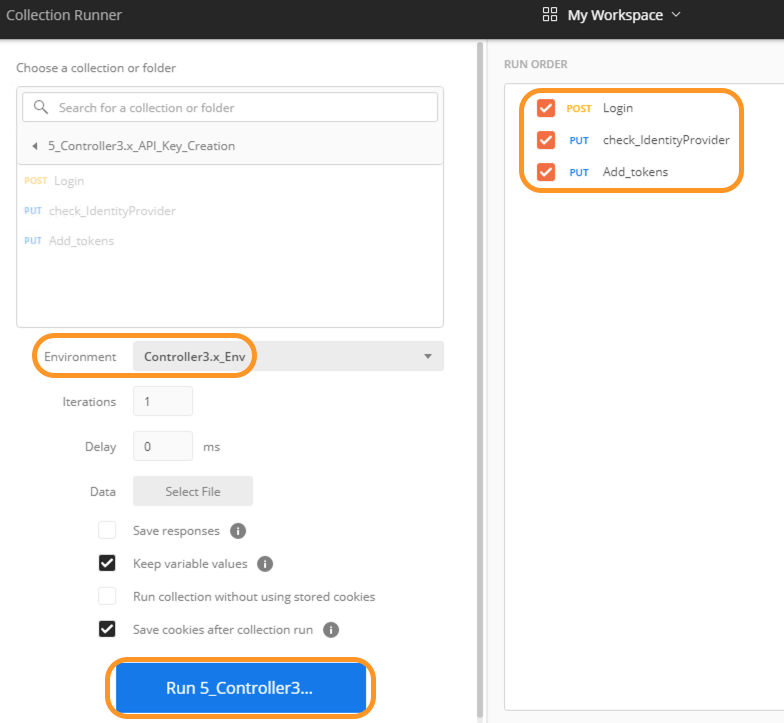 Collection Runner
My Workspace
Choose a collection or folder
Search for a collection or folder
5_Controller3.x_API_Key_Creation
POST Login
PUT check_IdentityProvider
PUT Add_tokens
Environment Controller3.x_Env
Iterations 1
Delay 0 ms
Data Select File
Save responses
Keep variable values
Run collection without using stored cookies
Save cookies after collection run
Run 5_Controller3...
RUN ORDER
POST Login
PUT check_IdentityProvider
PUT Add_tokens